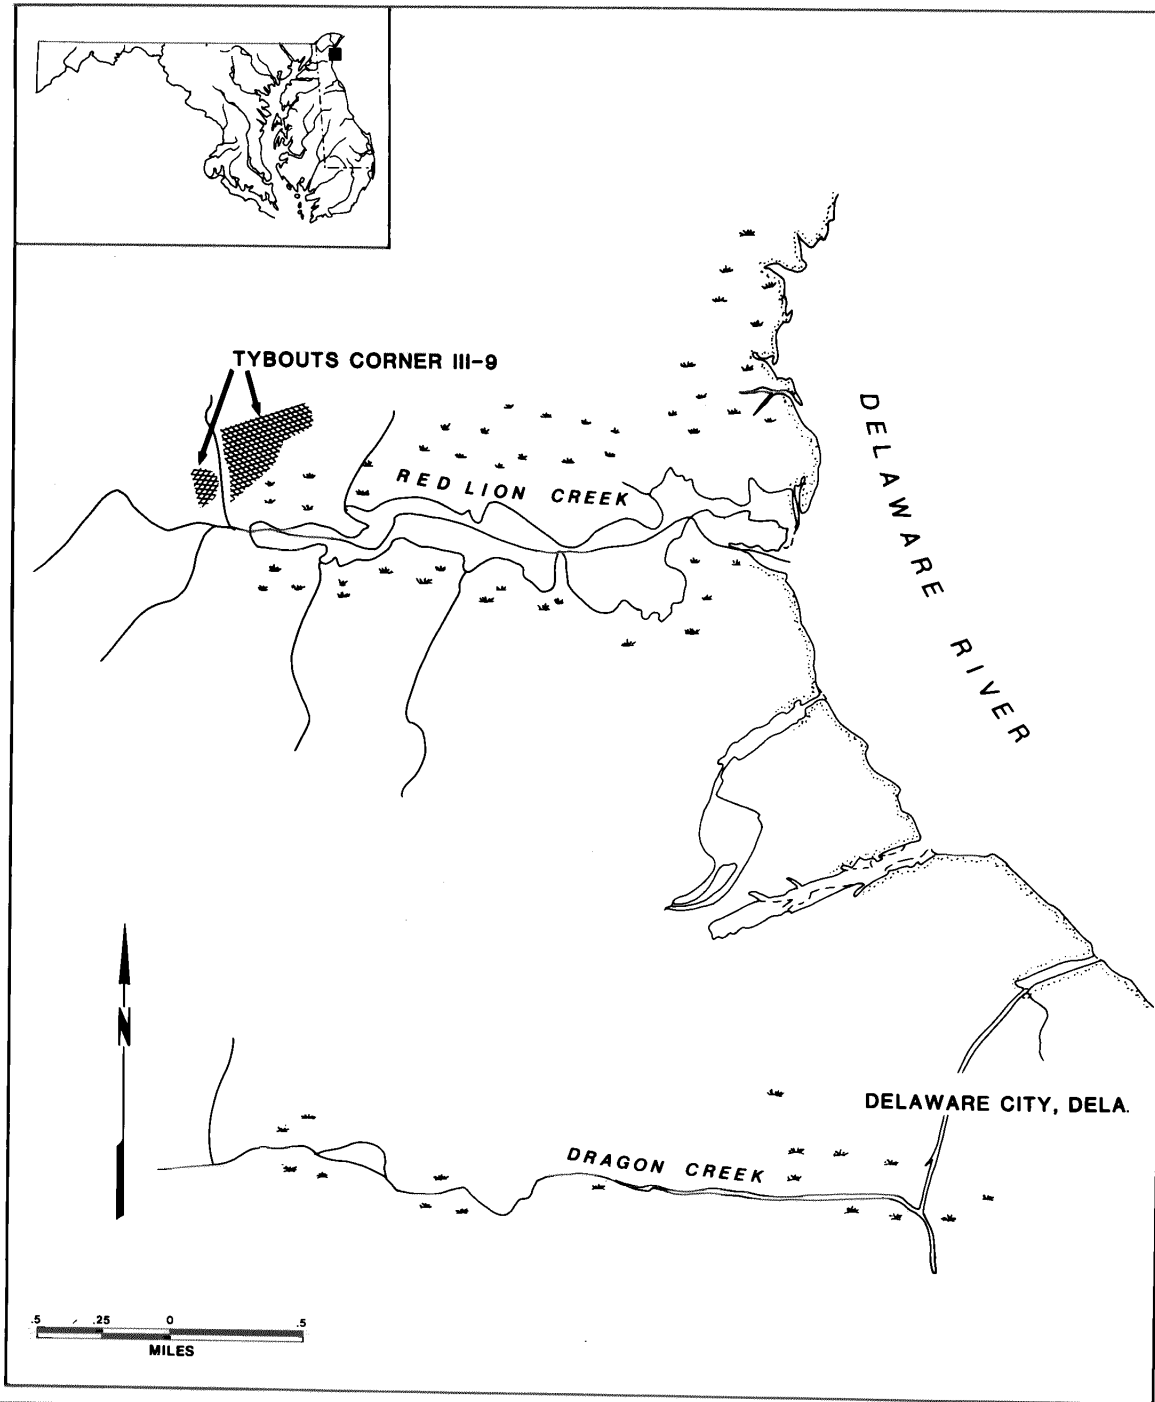 TYBOUTS CORNER III-9
RED LION CREEK
DELAWARE RIVER
N
DELAWARE CITY, DELA.
DRAGON CREEK
.5 .25 0 .5
MILES